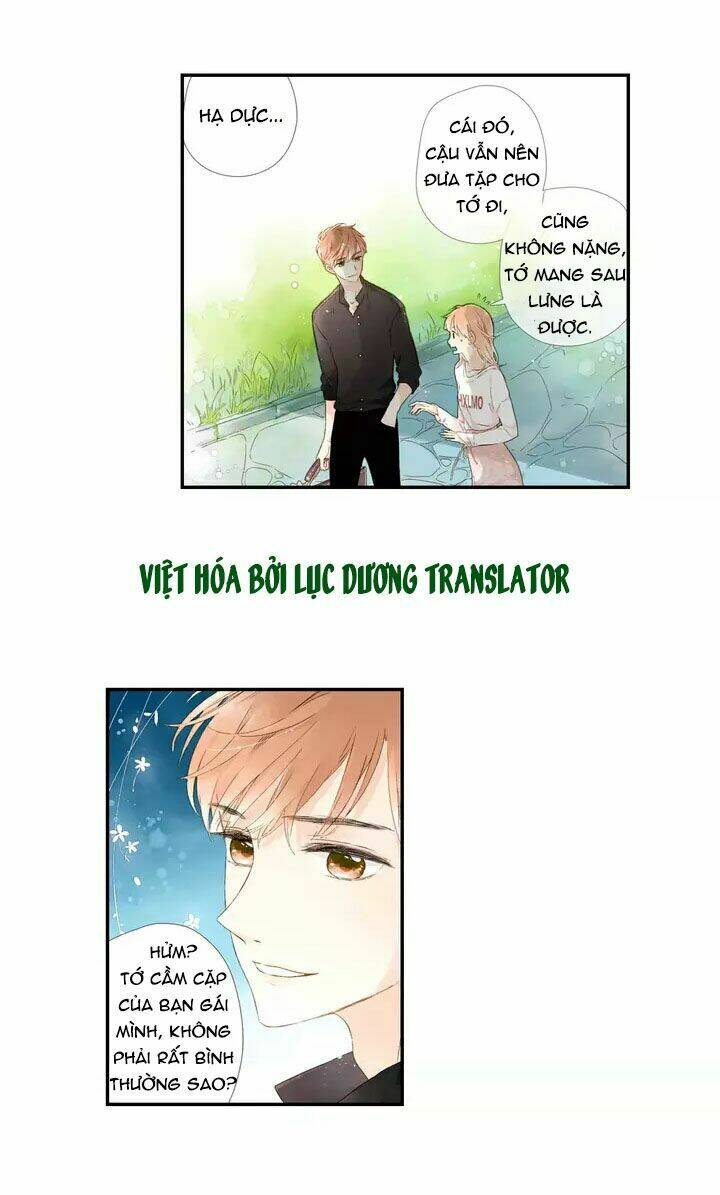 HẠ DỰC...
CÁI ĐÓ,
CẬU VẪN NÊN
ĐƯA TẶP CHO
TỚ ĐI,
CŨNG
KHÔNG NẶNG,
TỚ MANG SAU
LƯNG LÀ
ĐƯỢC.
HXLMO
VIỆT HÓA BỞI LỤC DƯƠNG TRANSLATOR
HỬM?
TỚ CẦM CẶP
CỦA BẠN GÁI
MÌNH, KHÔNG
PHẢI RẤT BÌNH
THƯỜNG SAO?